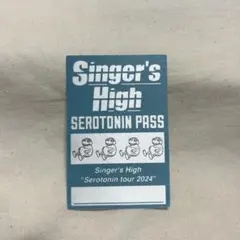 Singer's
High
SEROTONIN PASS
Singer's High
"Serotonin tour 2024"